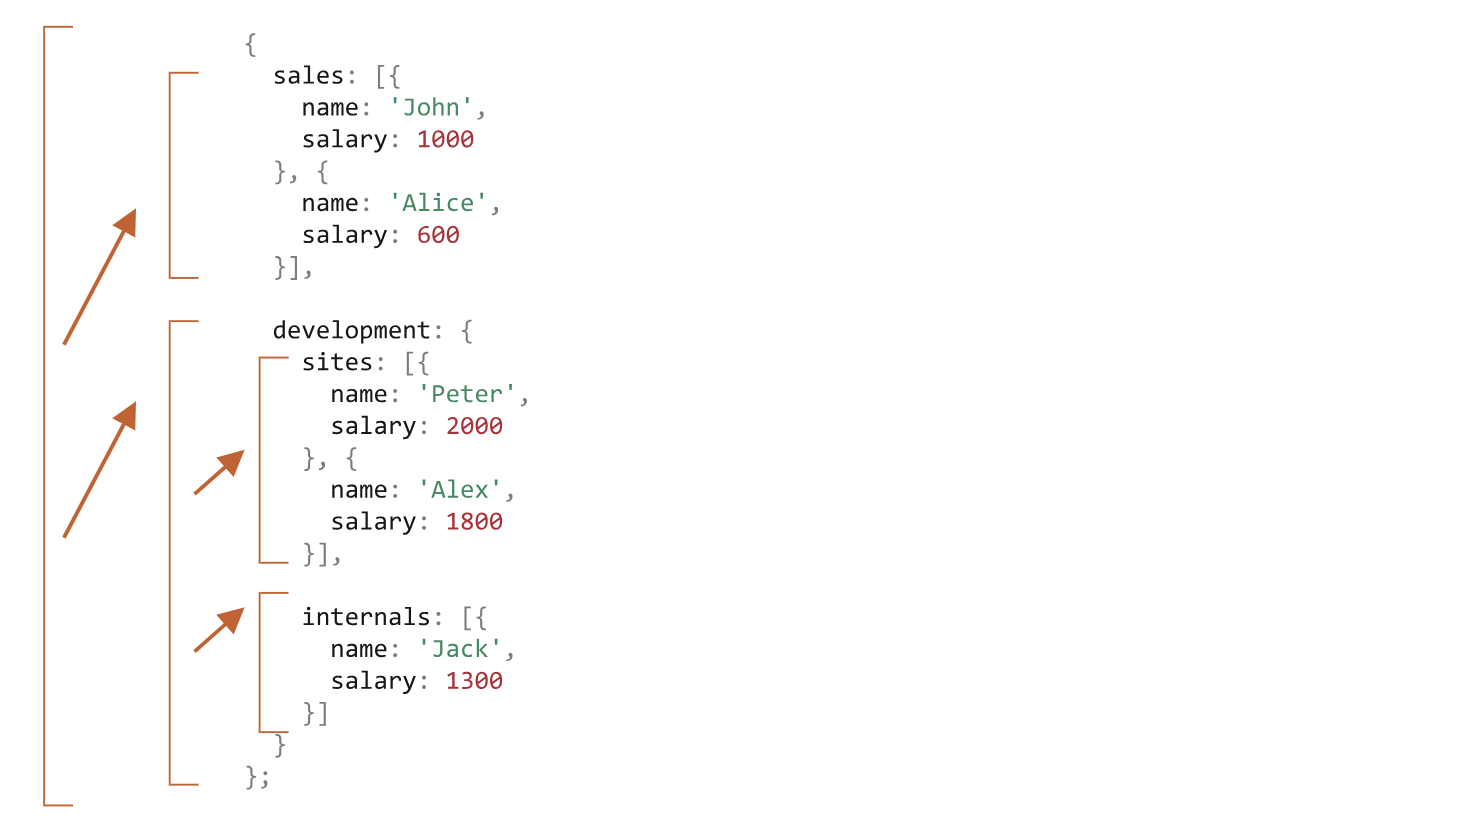 {
  sales: [{
    name: 'John',
    salary: 1000
  }, {
    name: 'Alice',
    salary: 600
  }],
  development: {
    sites: [{
      name: 'Peter',
      salary: 2000
    }, {
      name: 'Alex',
      salary: 1800
    }],
    internals: [{
      name: 'Jack',
      salary: 1300
    }]
  }
};